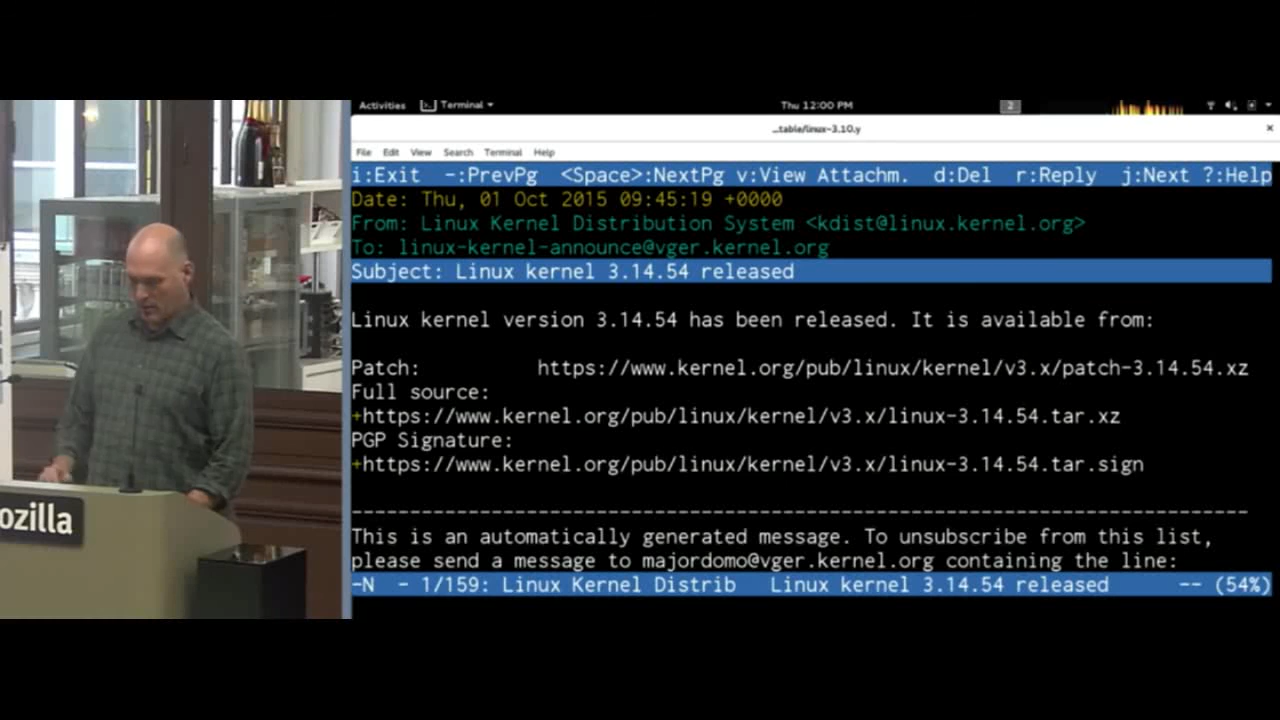 ozilla
Activities Terminal Thu 12:00 PM 2
...table/linux-3.10.y
File Edit View Search Terminal Help
i:Exit -:PrevPg <Space>:NextPg v:View Attachm. d:Del r:Reply j:Next ?:Help
Date: Thu, 01 Oct 2015 09:45:19 +0000
From: Linux Kernel Distribution System <kdist@linux.kernel.org>
To: linux-kernel-announce@vger.kernel.org
Subject: Linux kernel 3.14.54 released
Linux kernel version 3.14.54 has been released. It is available from:
Patch: https://www.kernel.org/pub/linux/kernel/v3.x/patch-3.14.54.xz
Full source:
+https://www.kernel.org/pub/linux/kernel/v3.x/linux-3.14.54.tar.xz
PGP Signature:
+https://www.kernel.org/pub/linux/kernel/v3.x/linux-3.14.54.tar.sign
-------------------------------------------------------------------------------
This is an automatically generated message. To unsubscribe from this list,
please send a message to majordomo@vger.kernel.org containing the line:
-N - 1/159: Linux Kernel Distrib Linux kernel 3.14.54 released -- (54%)